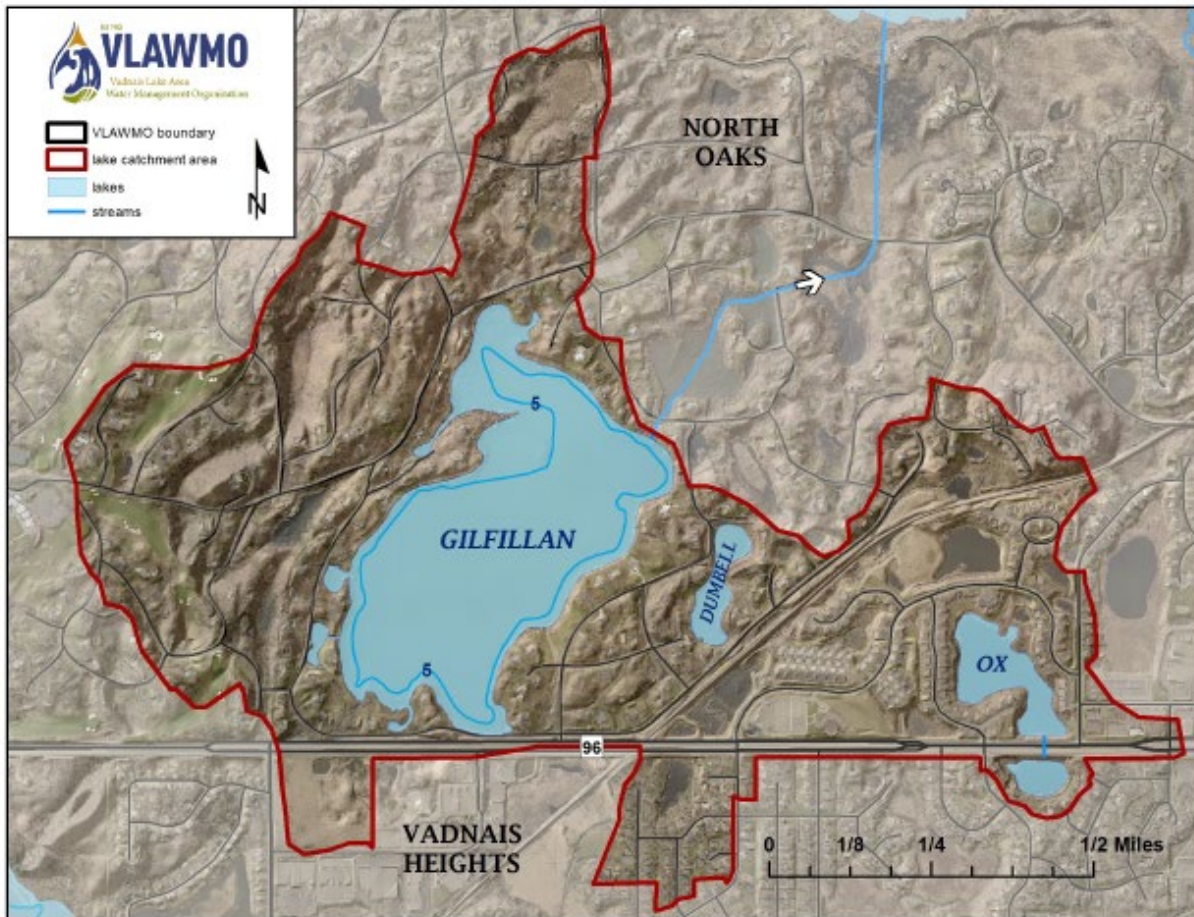 VLAWMO
Vadnais Lake Area
Water Management Organization
VLAWMO boundary
lake catchment area
lakes
streams
N
NORTH
OAKS
5
GILFILLAN
DUMBELL
OX
5
96
VADNAIS
HEIGHTS
0 1/8 1/4 1/2 Miles